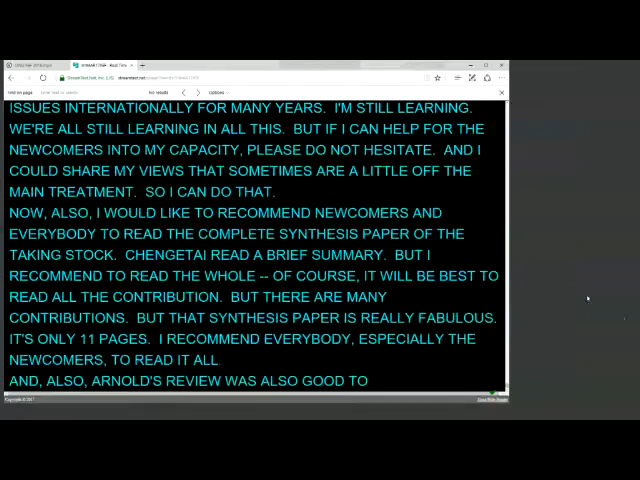 Find on page
No results
Options
ISSUES INTERNATIONALLY FOR MANY YEARS. I'M STILL LEARNING.
WE'RE ALL STILL LEARNING IN ALL THIS. BUT IF I CAN HELP FOR THE
NEWCOMERS INTO MY CAPACITY, PLEASE DO NOT HESITATE. AND I
COULD SHARE MY VIEWS THAT SOMETIMES ARE A LITTLE OFF THE
MAIN TREATMENT. SO I CAN DO THAT.
NOW, ALSO, I WOULD LIKE TO RECOMMEND NEWCOMERS AND
EVERYBODY TO READ THE COMPLETE SYNTHESIS PAPER OF THE
TAKING STOCK. CHENGETAI READ A BRIEF SUMMARY. BUT I
RECOMMEND TO READ THE WHOLE -- OF COURSE, IT WILL BE BEST TO
READ ALL THE CONTRIBUTION. BUT THERE ARE MANY
CONTRIBUTIONS. BUT THAT SYNTHESIS PAPER IS REALLY FABULOUS.
IT'S ONLY 11 PAGES. I RECOMMEND EVERYBODY, ESPECIALLY THE
NEWCOMERS, TO READ IT ALL
AND, ALSO, ARNOLD'S REVIEW WAS ALSO GOOD TO